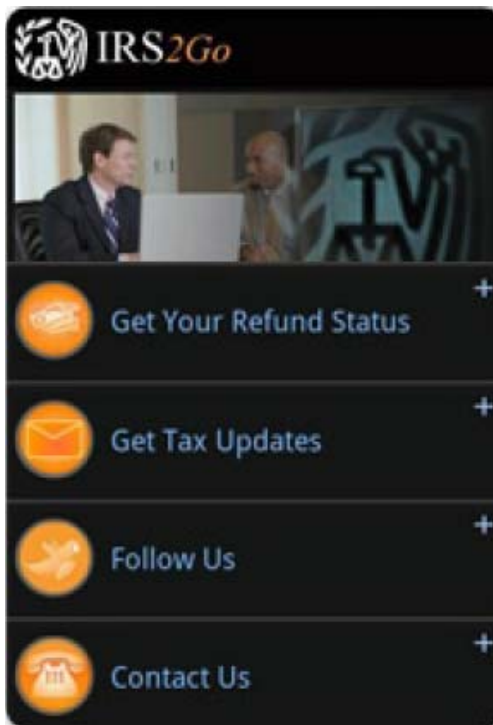 IRS2Go
Get Your Refund Status
+
Get Tax Updates
+
Follow Us
+
Contact Us
+